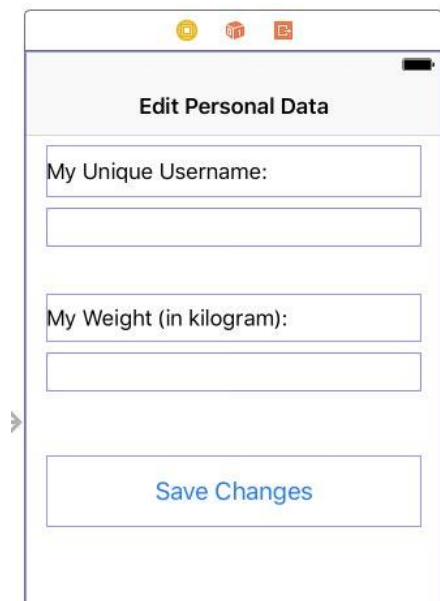 Edit Personal Data
My Unique Username:
My Weight (in kilogram):
Save Changes